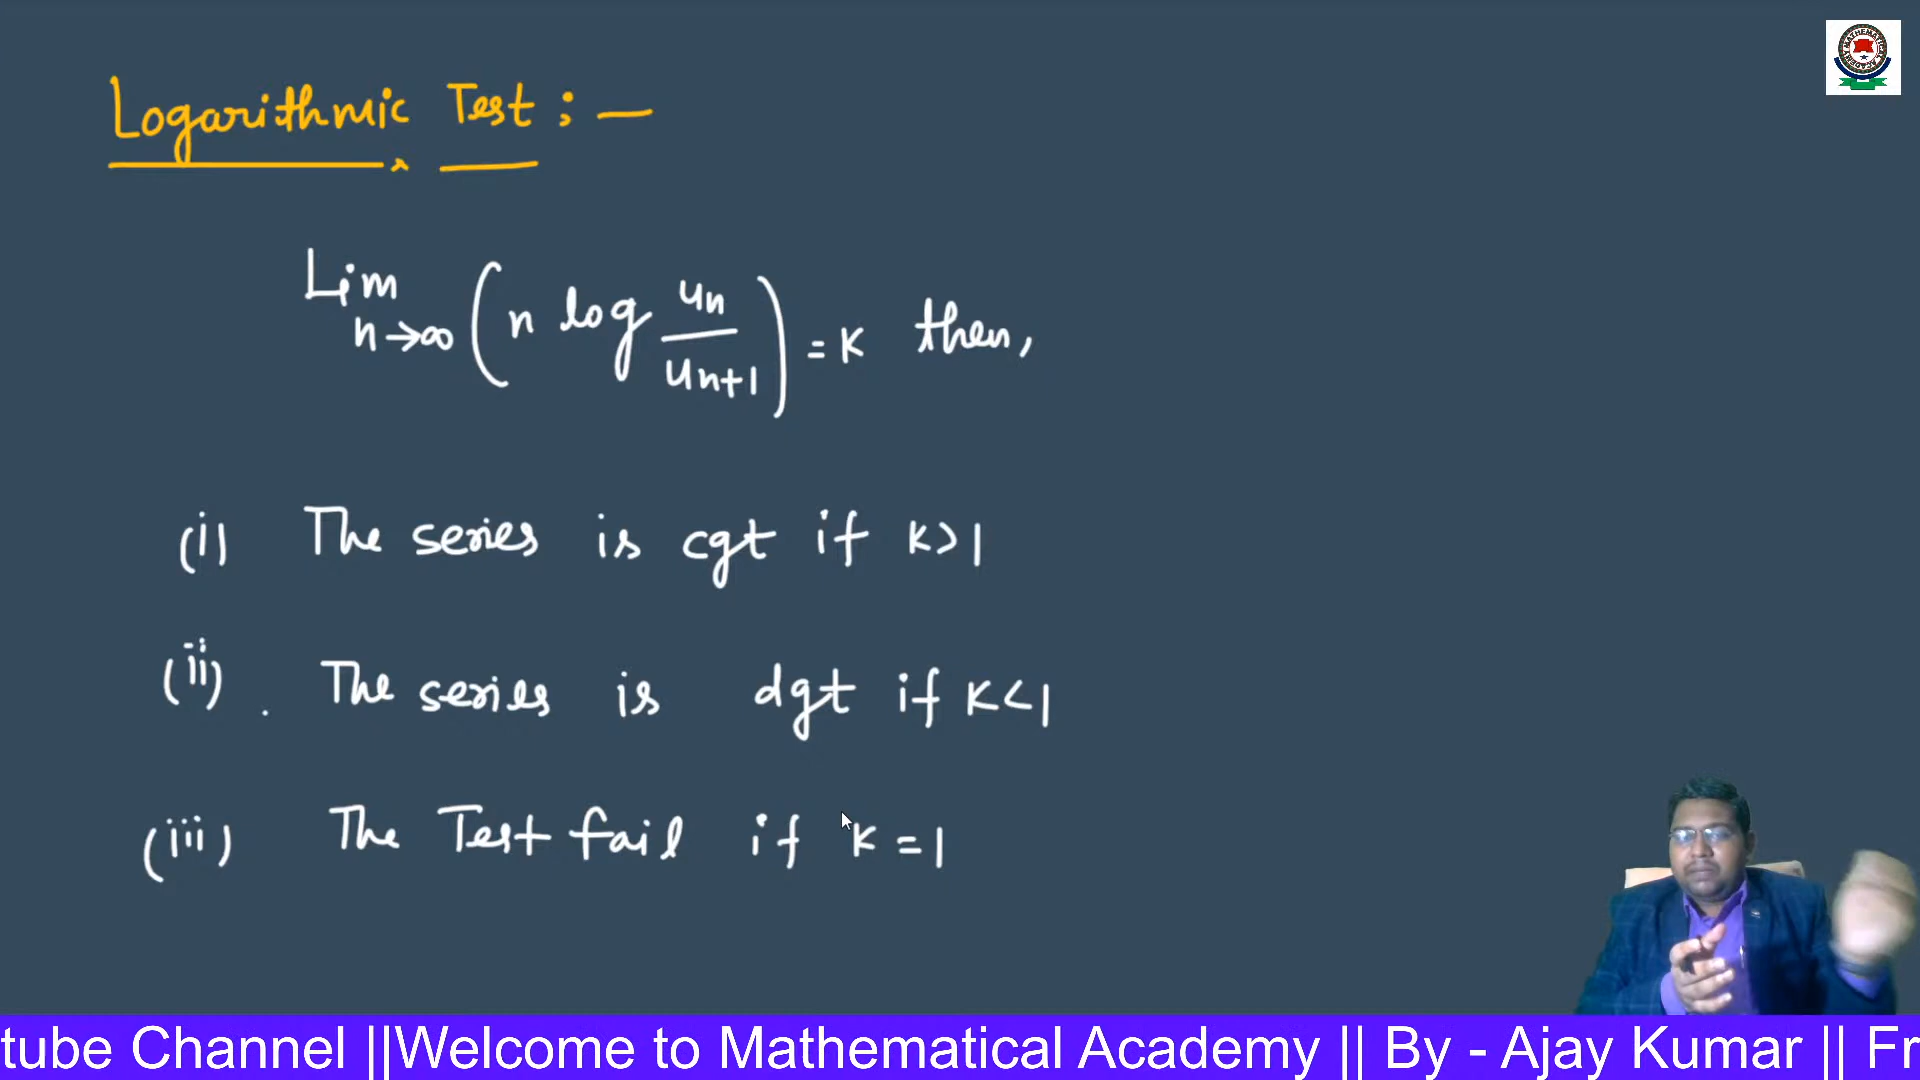 Logarithmic Test : —
Lim n→∞ ( n log un/un+1 ) = K then,
(i) The series is cgt if K>1
(ii) . The series is dgt if K<1
(iii) The Test fail if K = 1
tube Channel ||Welcome to Mathematical Academy || By - Ajay Kumar || Fr